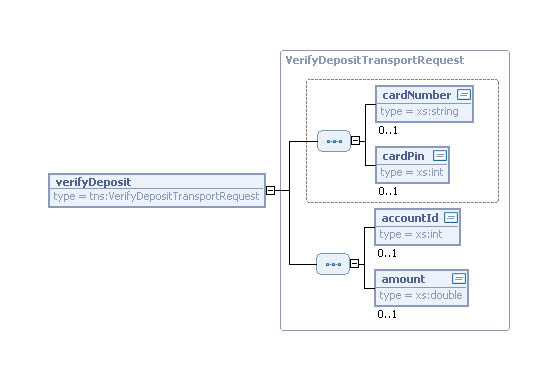 VerifyDepositTransportRequest
cardNumber
type = xs:string
0..1
cardPin
type = xs:int
0..1
verifyDeposit
type = tns:VerifyDepositTransportRequest
accountId
type = xs:int
0..1
amount
type = xs:double
0..1